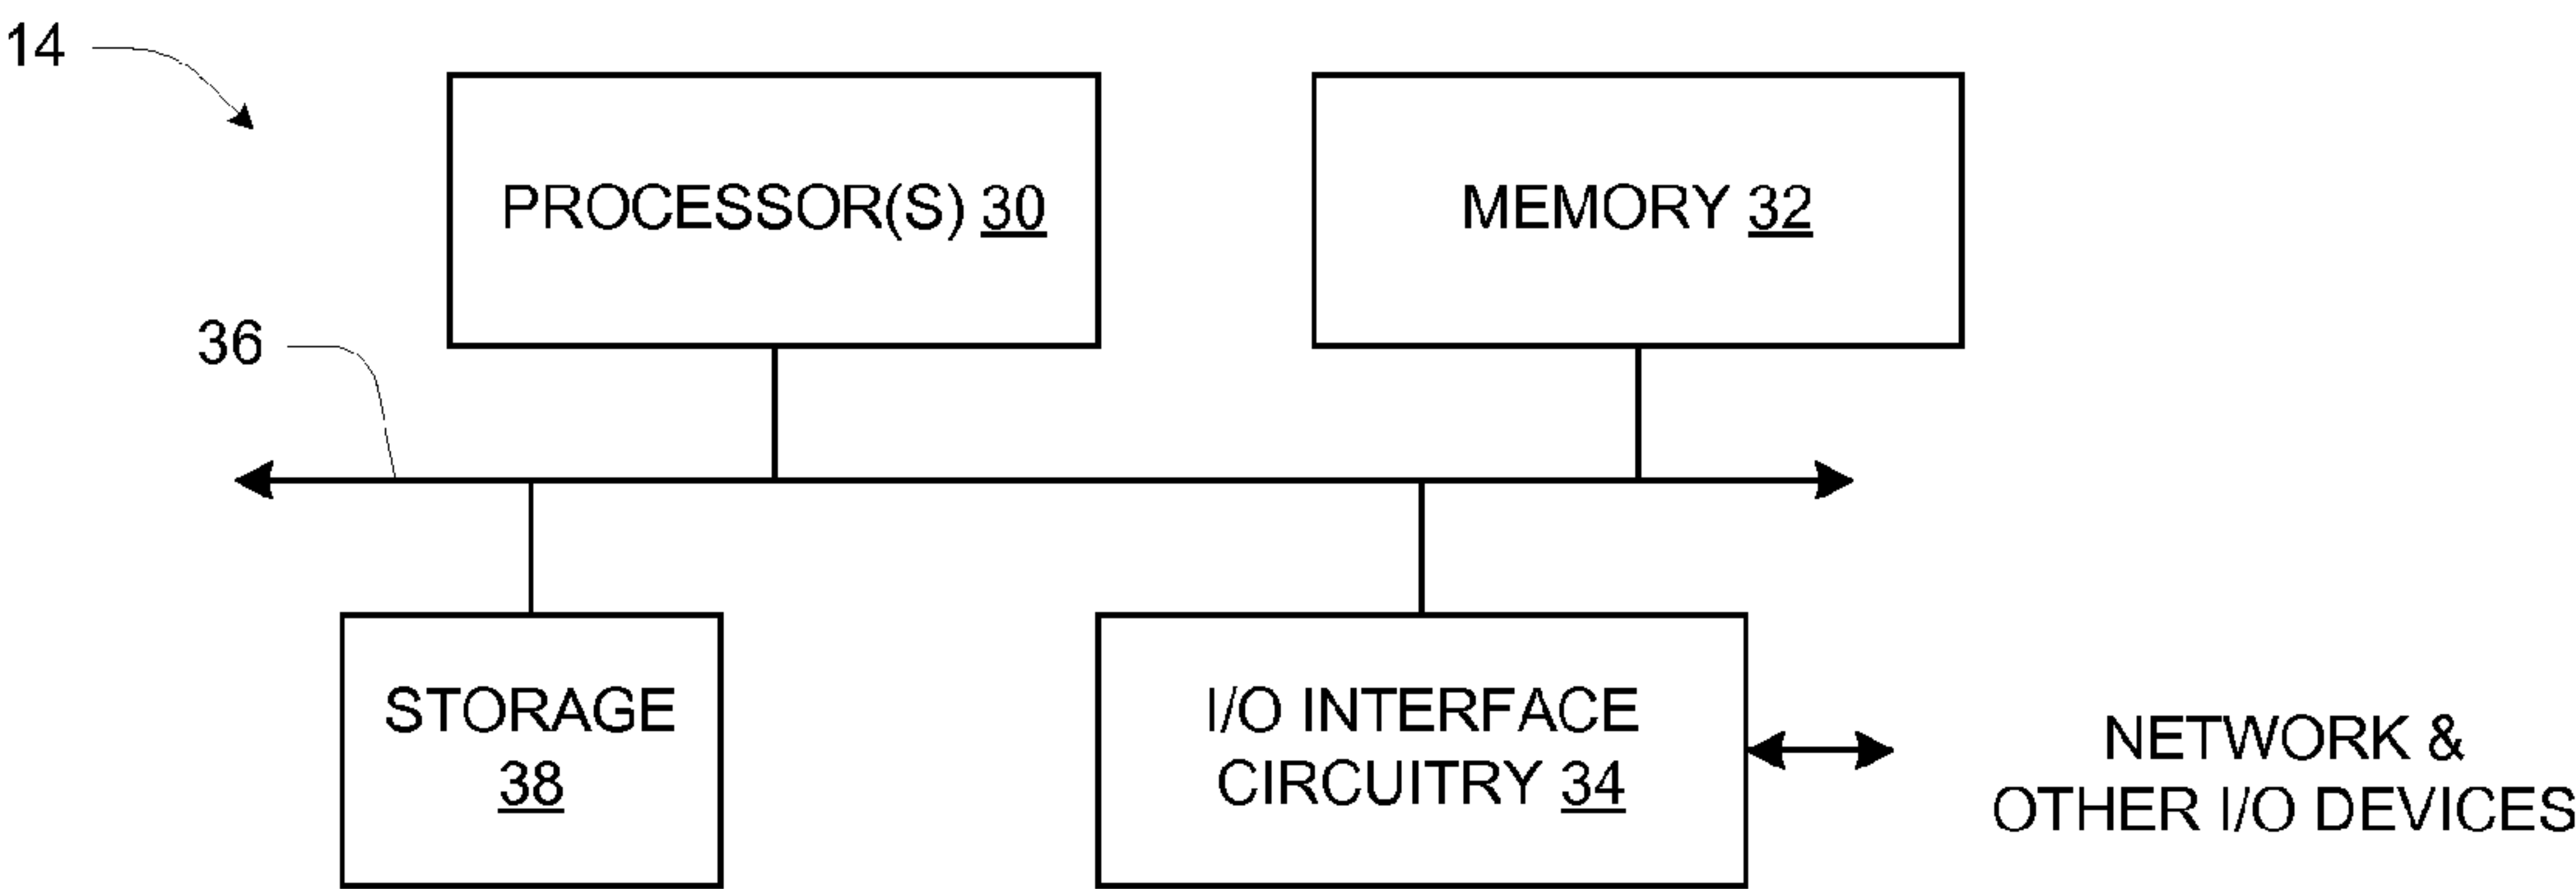 14
PROCESSOR(S) 30
MEMORY 32
36
STORAGE
38
I/O INTERFACE
CIRCUITRY 34
NETWORK &
OTHER I/O DEVICES